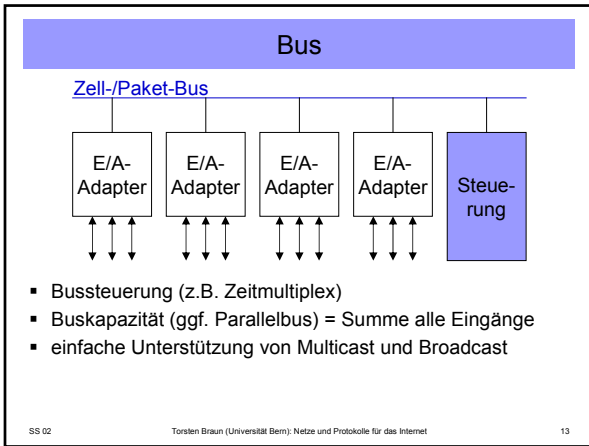 Bus
Zell-/Paket-Bus
E/A-
Adapter
E/A-
Adapter
E/A-
Adapter
E/A-
Adapter
Steue-
rung
▪ Bussteuerung (z.B. Zeitmultiplex)
▪ Buskapazität (ggf. Parallelbus) = Summe alle Eingänge
▪ einfache Unterstützung von Multicast und Broadcast
SS 02 Torsten Braun (Universität Bern): Netze und Protokolle für das Internet 13